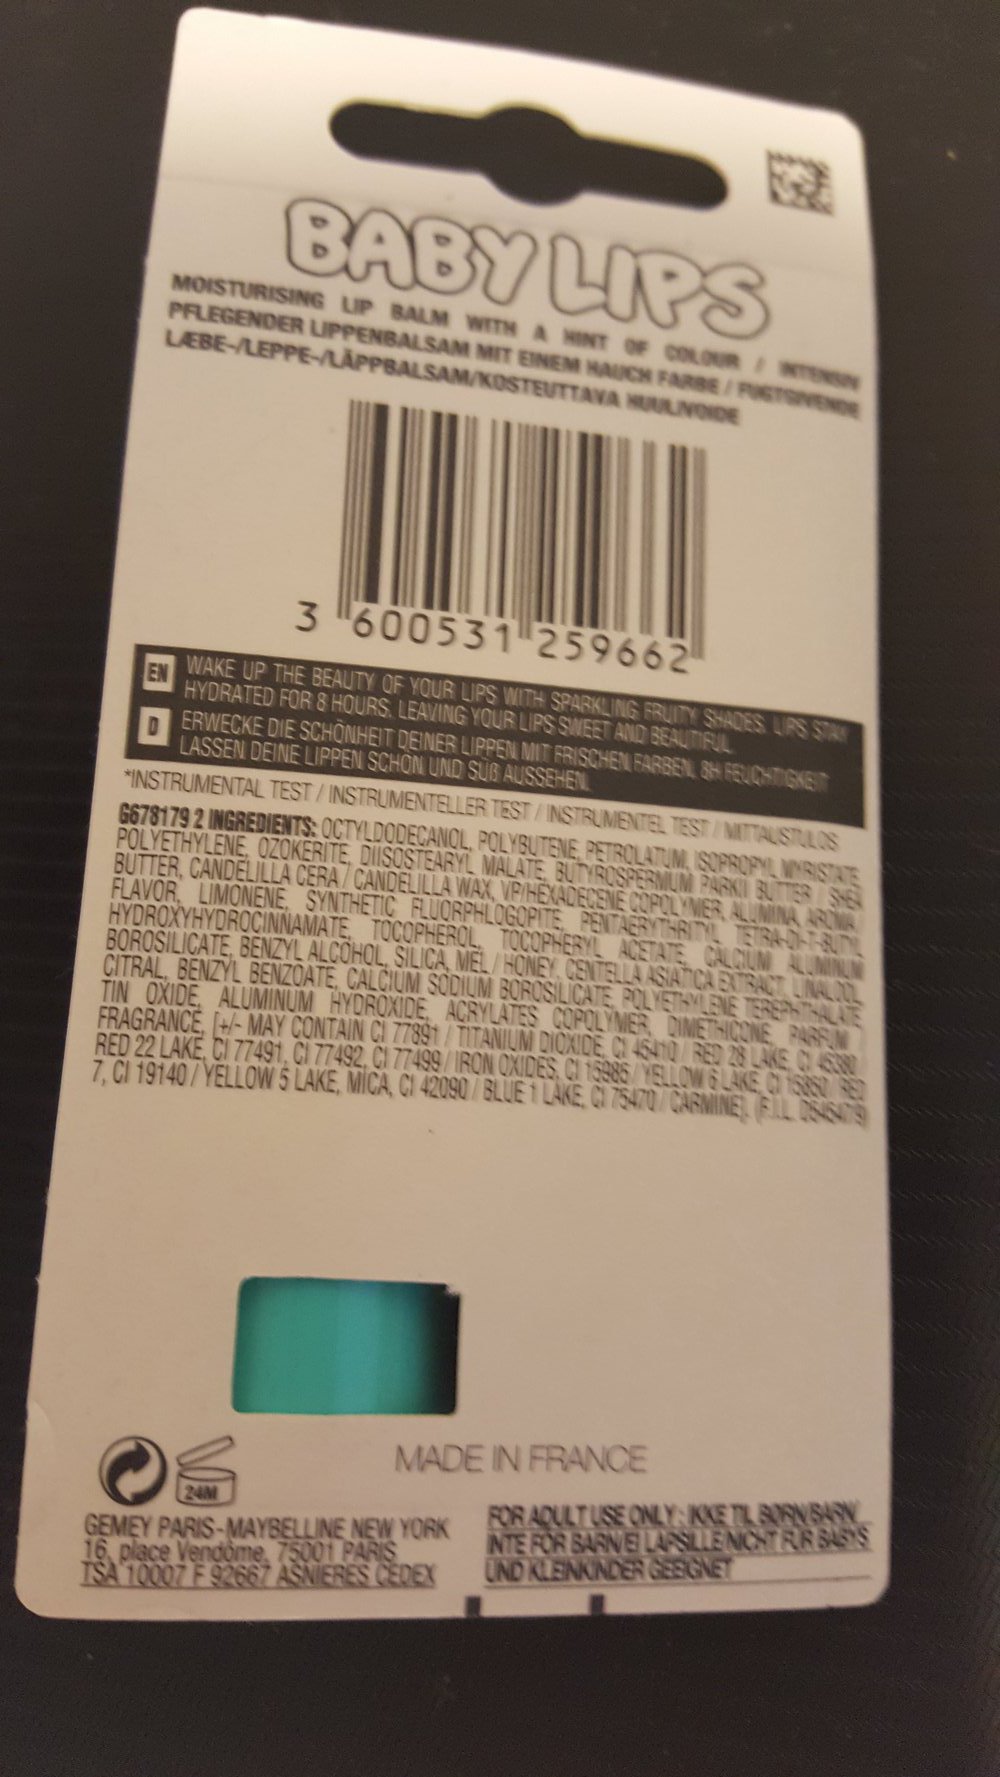 BABY LIPS
MOISTURISING LIP BALM WITH A HINT OF COLOUR / INTENSIV
PFLEGENDER LIPPENBALSAM MIT EINEM HAUCH FARBE / FUGTGIVENDE
LÆBE-/LEPPE-/LÄPPBALSAM/KOSTEUTTAVA HUULIVOIDE
3 600531 259662
EN WAKE UP THE BEAUTY OF YOUR LIPS WITH SPARKLING FRUITY SHADES. LIPS STAY
HYDRATED FOR 8 HOURS, LEAVING YOUR LIPS SWEET AND BEAUTIFUL.
D ERWECKE DIE SCHÖNHEIT DEINER LIPPEN MIT FRISCHEN FARBEN, 8H FEUCHTIGKEIT
LASSEN DEINE LIPPEN SCHÖN UND SÜß AUSSEHEN.
*INSTRUMENTAL TEST / INSTRUMENTELLER TEST / INSTRUMENTEL TEST / MITTAUSTULOS
G678179 2 INGREDIENTS: OCTYLDODECANOL, POLYBUTENE, PETROLATUM, ISOPROPYL MYRISTATE,
POLYETHYLENE, OZOKERITE, DIISOSTEARYL MALATE, BUTYROSPERMUM PARKII BUTTER / SHEA
BUTTER, CANDELILLA CERA / CANDELILLA WAX, VP/HEXADECENE COPOLYMER, ALUMINA, AROMA /
FLAVOR, LIMONENE, SYNTHETIC FLUORPHLOGOPITE, PENTAERYTHRITYL TETRA-DI-T-BUTYL
HYDROXYHYDROCINNAMATE, TOCOPHEROL, TOCOPHERYL ACETATE, CALCIUM ALUMINUM
BOROSILICATE, BENZYL ALCOHOL, SILICA, MEL / HONEY, CENTELLA ASIATICA EXTRACT, LINALOOL,
CITRAL, BENZYL BENZOATE, CALCIUM SODIUM BOROSILICATE, POLYETHYLENE TEREPHTHALATE,
TIN OXIDE, ALUMINUM HYDROXIDE, ACRYLATES COPOLYMER, DIMETHICONE, PARFUM /
FRAGRANCE, [+/- MAY CONTAIN CI 77891 / TITANIUM DIOXIDE, CI 45410 / RED 28 LAKE, CI 45380 /
RED 22 LAKE, CI 77491, CI 77492, CI 77499 / IRON OXIDES, CI 15985 / YELLOW 6 LAKE, CI 15850 / RED
7, CI 19140 / YELLOW 5 LAKE, MICA, CI 42090 / BLUE 1 LAKE, CI 75470 / CARMINE]. (F.I.L. D54547/9)
24M
MADE IN FRANCE
GEMEY PARIS - MAYBELLINE NEW YORK
16, place Vendôme, 75001 PARIS
TSA 10007 F 92667 ASNIERES CEDEX
FOR ADULT USE ONLY : IKKE TIL BØRN/BARN/
INTE FÖR BARN/EI LAPSILLE/NICHT FÜR BABYS
UND KLEINKINDER GEEIGNET